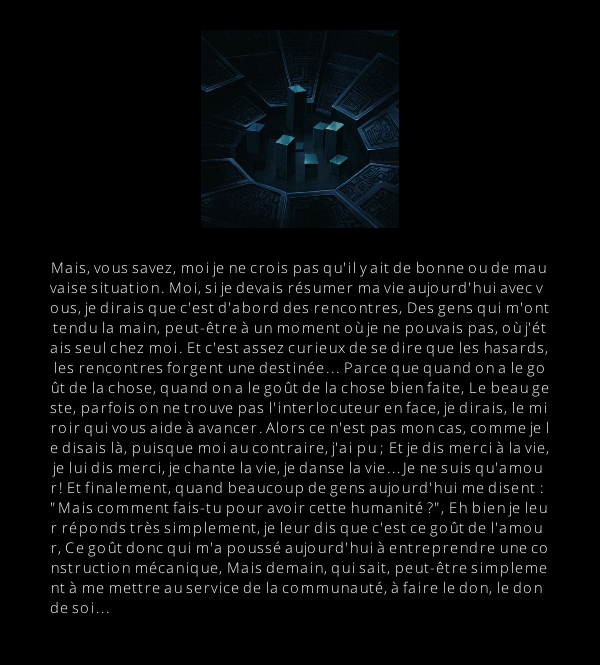 Mais, vous savez, moi je ne crois pas qu'il y ait de bonne ou de mau
vaise situation. Moi, si je devais résumer ma vie aujourd'hui avec v
ous, je dirais que c'est d'abord des rencontres, Des gens qui m'ont
tendu la main, peut-être à un moment où je ne pouvais pas, où j'ét
ais seul chez moi. Et c'est assez curieux de se dire que les hasards,
les rencontres forgent une destinée... Parce que quand on a le go
ût de la chose, quand on a le goût de la chose bien faite, Le beau ge
ste, parfois on ne trouve pas l'interlocuteur en face, je dirais, le mi
roir qui vous aide à avancer. Alors ce n'est pas mon cas, comme je l
e disais là, puisque moi au contraire, j'ai pu ; Et je dis merci à la vie,
je lui dis merci, je chante la vie, je danse la vie... Je ne suis qu'amou
r! Et finalement, quand beaucoup de gens aujourd'hui me disent :
"Mais comment fais-tu pour avoir cette humanité ?", Eh bien je leu
r réponds très simplement, je leur dis que c'est ce goût de l'amou
r, Ce goût donc qui m'a poussé aujourd'hui à entreprendre une co
nstruction mécanique, Mais demain, qui sait, peut-être simpleme
nt à me mettre au service de la communauté, à faire le don, le don
de soi...